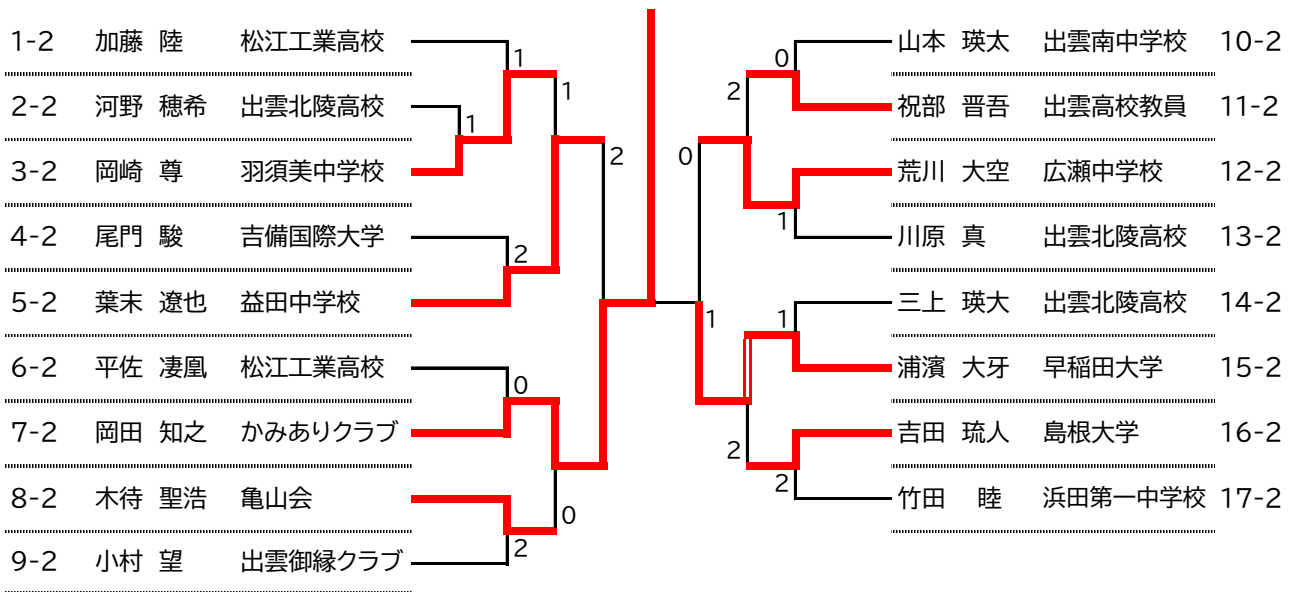 1-2 加藤 陸 松江工業高校
2-2 河野 穂希 出雲北陵高校
3-2 岡崎 尊 羽須美中学校
4-2 尾門 駿 吉備国際大学
5-2 葉末 遼也 益田中学校
6-2 平佐 凄凰 松江工業高校
7-2 岡田 知之 かみありクラブ
8-2 木待 聖浩 亀山会
9-2 小村 望 出雲御縁クラブ
1
1
1
2
2
0
0
2
0
2
0
1
1
1
2
2
山本 瑛太 出雲南中学校 10-2
祝部 晋吾 出雲高校教員 11-2
荒川 大空 広瀬中学校 12-2
川原 真 出雲北陵高校 13-2
三上 瑛大 出雲北陵高校 14-2
浦濱 大牙 早稲田大学 15-2
吉田 琉人 島根大学 16-2
竹田 睦 浜田第一中学校 17-2